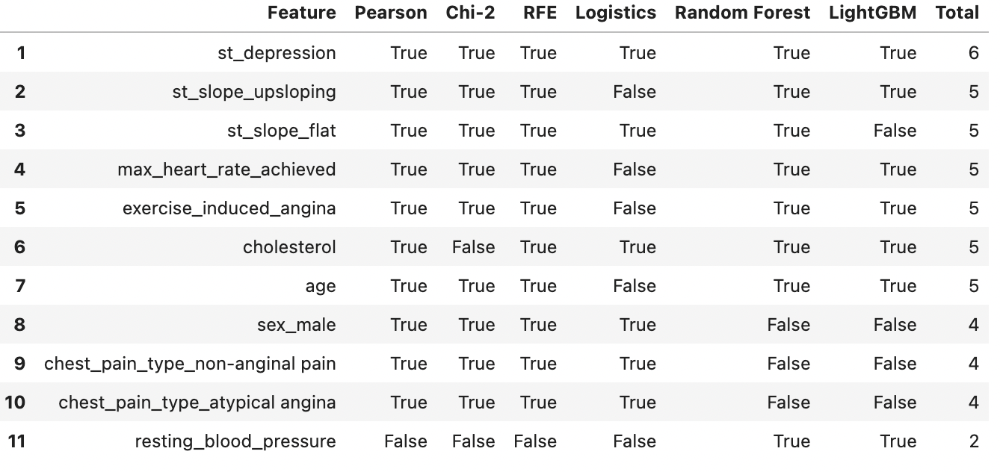 Feature Pearson Chi-2 RFE Logistics Random Forest LightGBM Total
1 st_depression True True True True True True 6
2 st_slope_upsloping True True True False True True 5
3 st_slope_flat True True True True True False 5
4 max_heart_rate_achieved True True True False True True 5
5 exercise_induced_angina True True True False True True 5
6 cholesterol True False True True True True 5
7 age True True True False True True 5
8 sex_male True True True True False False 4
9 chest_pain_type_non-anginal pain True True True True False False 4
10 chest_pain_type_atypical angina True True True True False False 4
11 resting_blood_pressure False False False False True True 2